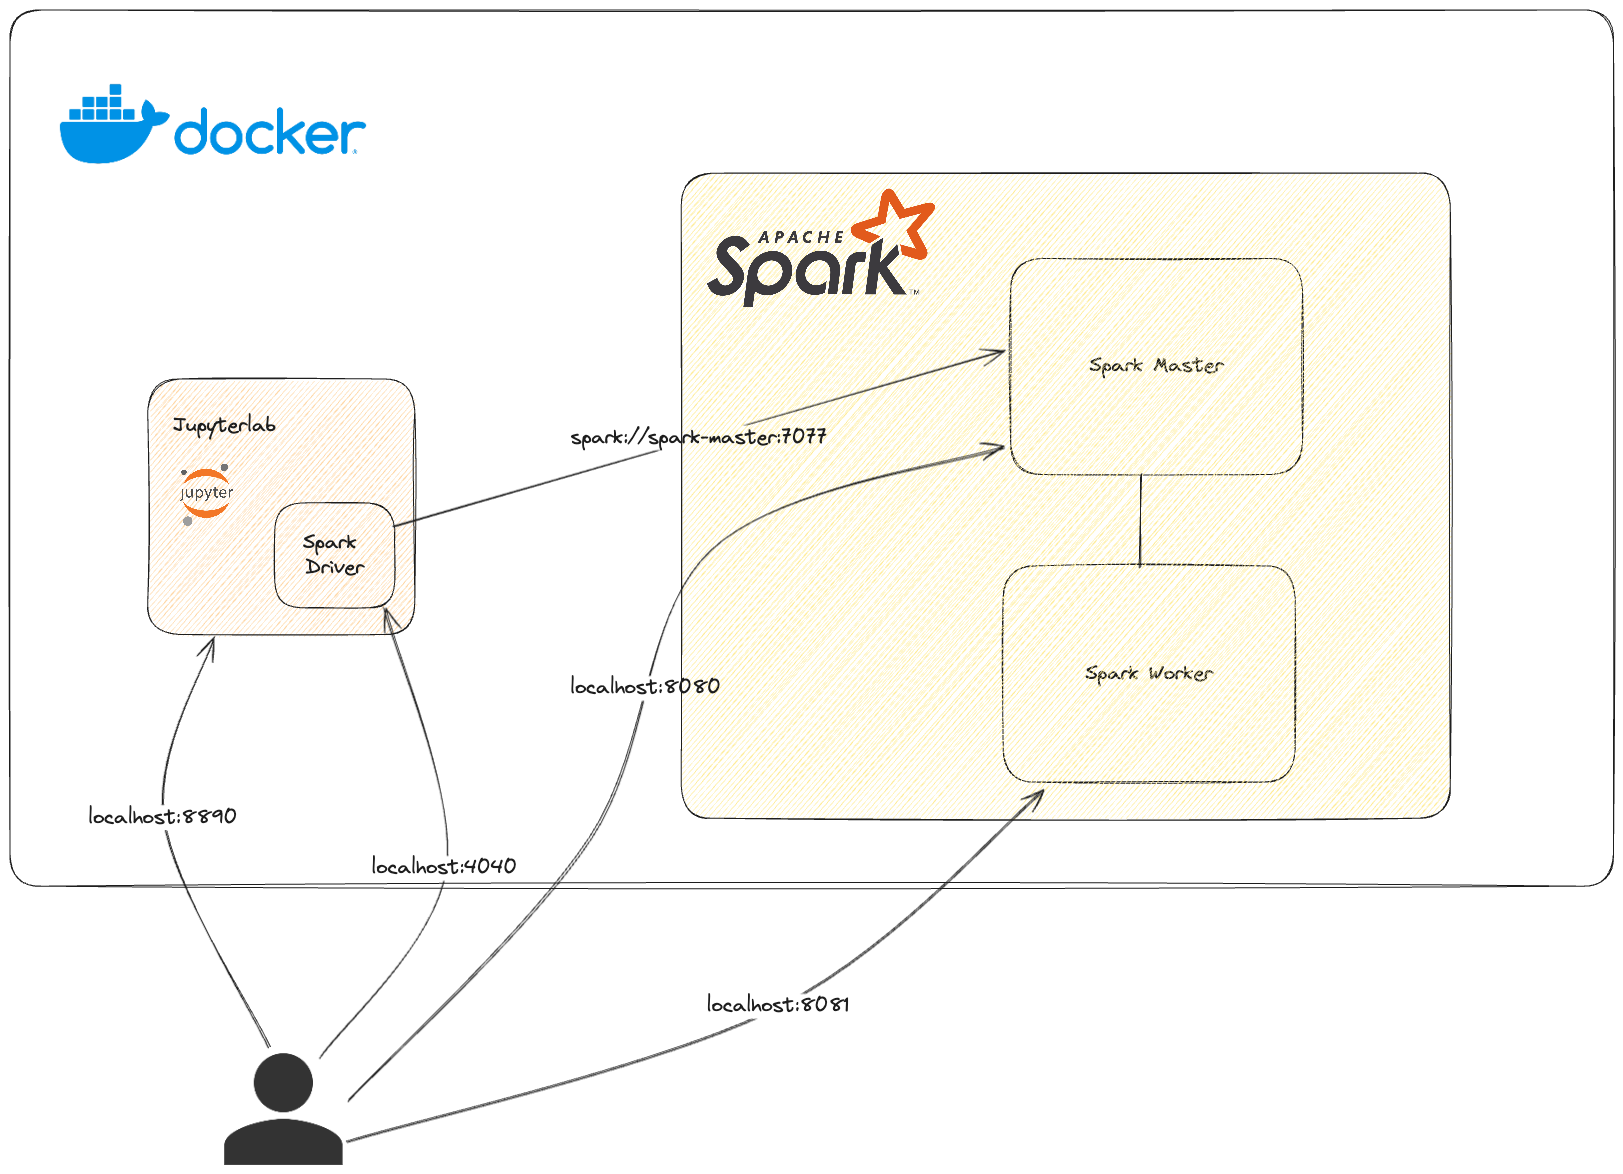 docker
APACHE
Spark
TM
Spark Master
Jupyterlab
spark://spark-master:7077
jupyter
Spark
Driver
Spark Worker
localhost:8080
localhost:8890
localhost:4040
localhost:8081